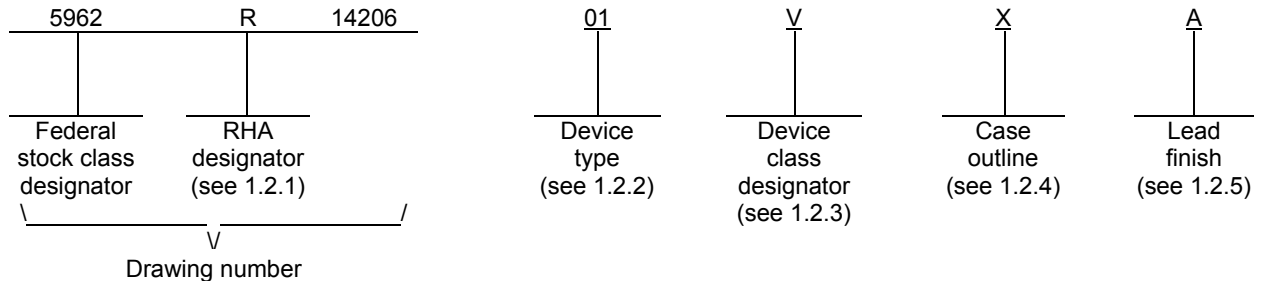 5962 R 14206 01 V X A
Federal RHA Device Device Case Lead
stock class designator type class outline finish
designator (see 1.2.1) (see 1.2.2) designator (see 1.2.4) (see 1.2.5)
(see 1.2.3)
\ /
\/
Drawing number